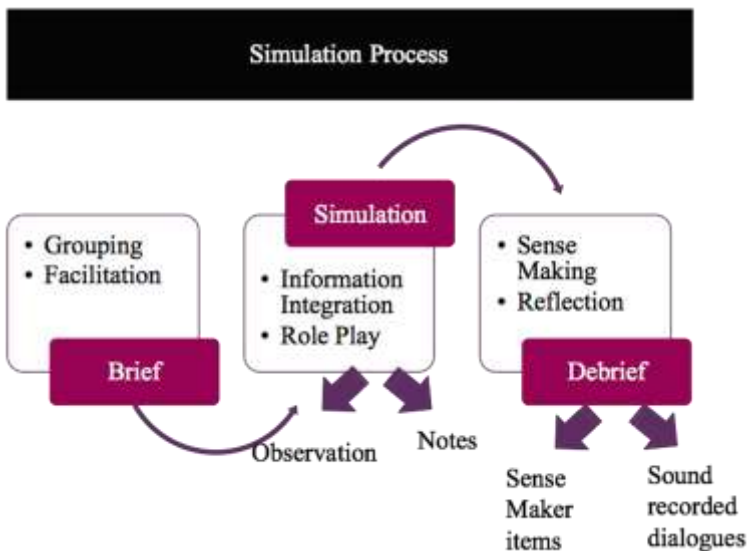 Simulation Process
• Grouping
• Facilitation
Brief
Simulation
• Information
Integration
• Role Play
Observation
Notes
• Sense
Making
• Reflection
Debrief
Sense
Maker
items
Sound
recorded
dialogues